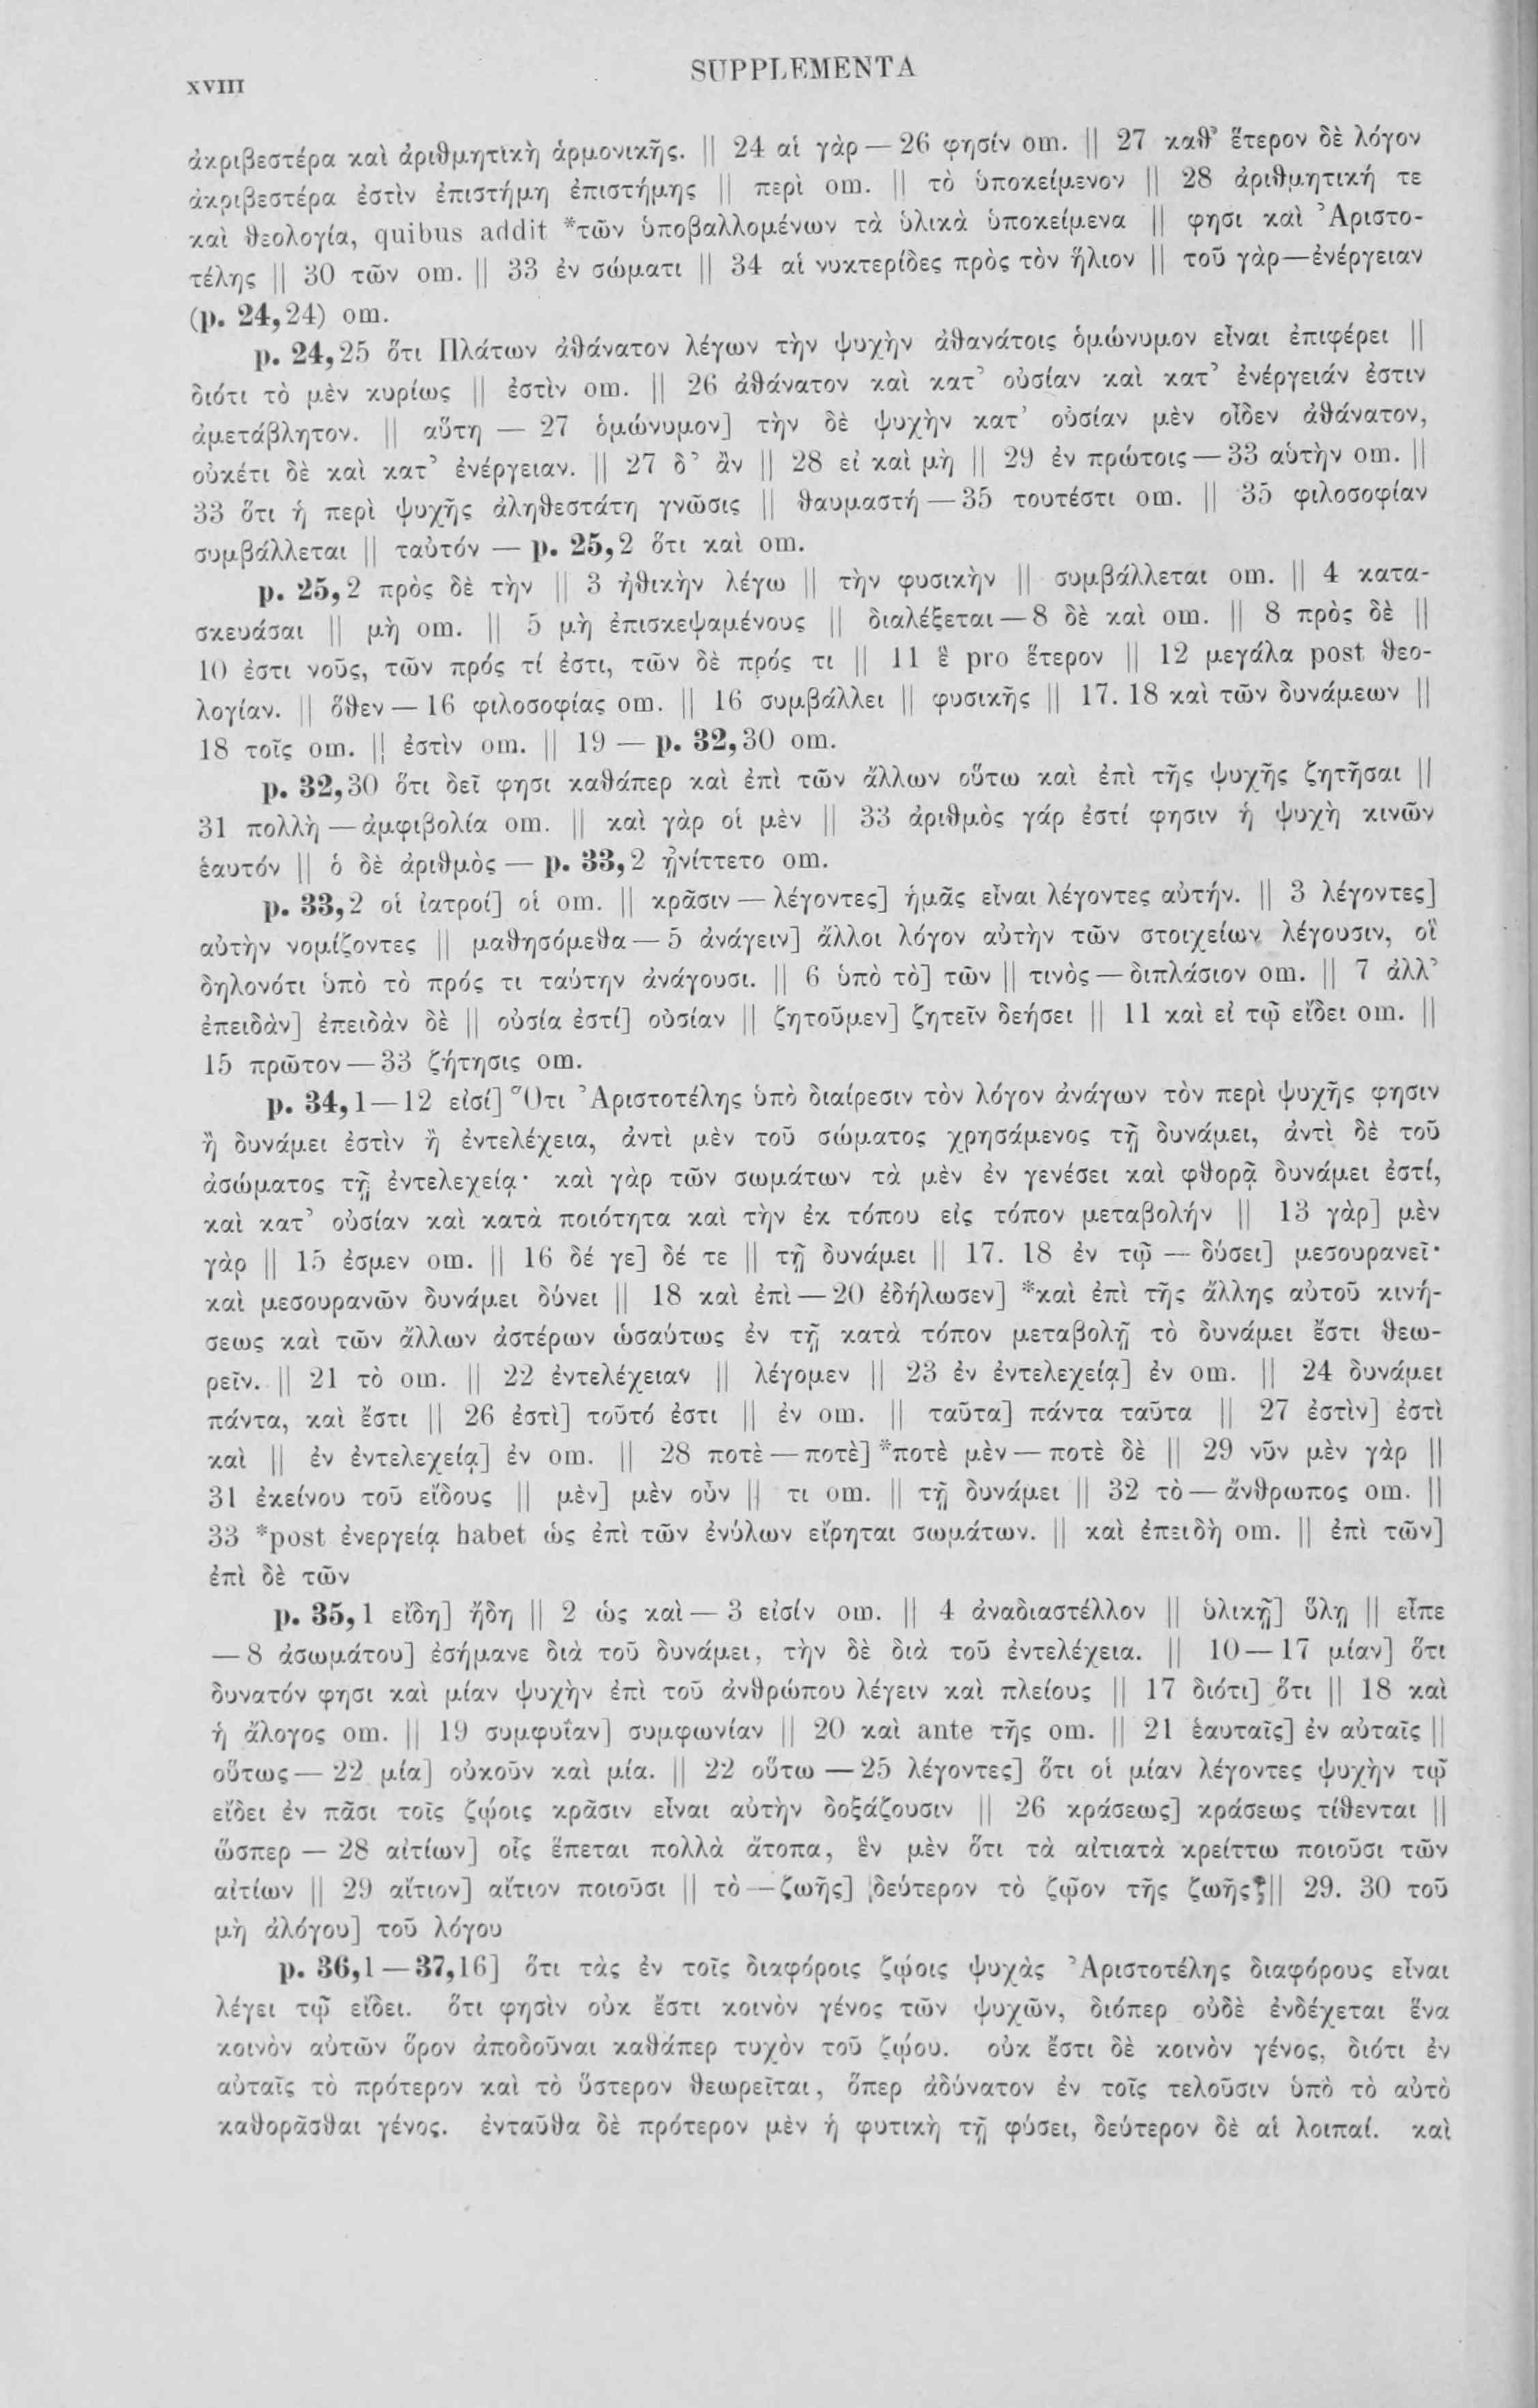 XVIII
SUPPLEMENTA
ἀκριβεστέρα καὶ ἀριθμητικὴ ἁρμονικῆς. || 24 αἱ γὰρ — 26 φησίν om. || 27 καθ’ ἕτερον δὲ λόγον
ἀκριβεστέρα ἐστὶν ἐπιστήμη ἐπιστήμης || περὶ om. || τὸ ὑποκείμενον || 28 ἀριθμητική τε
καὶ θεολογία, quibus addit *τῶν ὑποβαλλομένων τὰ ὑλικὰ ὑποκείμενα || φησι καὶ Ἀριστο-
τέλης || 30 τῶν om. || 33 ἐν σώματι || 34 αἱ νυκτερίδες πρὸς τὸν ἥλιον || τοῦ γὰρ—ἐνέργειαν
(p. 24,24) om.
p. 24,25 ὅτι Πλάτων ἀθάνατον λέγων τὴν ψυχὴν ἀθανάτοις ὁμώνυμον εἶναι ἐπιφέρει ||
διότι τὸ μὲν κυρίως || ἐστὶν om. || 26 ἀθάνατον καὶ κατ’ οὐσίαν καὶ κατ’ ἐνέργειάν ἐστιν
ἀμετάβλητον. || αὕτη — 27 ὁμώνυμον] τὴν δὲ ψυχὴν κατ’ οὐσίαν μὲν οἶδεν ἀθάνατον,
οὐκέτι δὲ καὶ κατ’ ἐνέργειαν. || 27 δ’ ἂν || 28 εἰ καὶ μὴ || 29 ἐν πρώτοις — 33 αὐτὴν om. ||
33 ὅτι ἡ περὶ ψυχῆς ἀληθεστάτη γνῶσις || θαυμαστή — 35 τουτέστι om. || 35 φιλοσοφίαν
συμβάλλεται || ταὐτόν — p. 25,2 ὅτι καὶ om.
p. 25,2 πρὸς δὲ τὴν || 3 ἠθικὴν λέγω || τὴν φυσικὴν || συμβάλλεται om. || 4 κατα-
σκευάσαι || μὴ om. || 5 μὴ ἐπισκεψαμένους || διαλέξεται — 8 δὲ καὶ om. || 8 πρὸς δὲ ||
10 ἐστι νοῦς, τῶν πρός τί ἐστι, τῶν δὲ πρός τι || 11 ἓ pro ἕτερον || 12 μεγάλα post θεο-
λογίαν. || ὅθεν — 16 φιλοσοφίας om. || 16 συμβάλλει || φυσικῆς || 17. 18 καὶ τῶν δυνάμεων ||
18 τοῖς om. || ἐστὶν om. || 19 — p. 32,30 om.
p. 32,30 ὅτι δεῖ φησι καθάπερ καὶ ἐπὶ τῶν ἄλλων οὕτω καὶ ἐπὶ τῆς ψυχῆς ζητῆσαι ||
31 πολλὴ — ἀμφιβολία om. || καὶ γὰρ οἱ μὲν || 33 ἀριθμὸς γάρ ἐστί φησιν ἡ ψυχὴ κινῶν
ἑαυτόν || ὁ δὲ ἀριθμὸς — p. 33,2 ᾐνίττετο om.
p. 33,2 οἱ ἰατροί] οἱ om. || κρᾶσιν — λέγοντες] ἡμᾶς εἶναι λέγοντες αὐτήν. || 3 λέγοντες]
αὐτὴν νομίζοντες || μαθησόμεθα — 5 ἀνάγειν] ἄλλοι λόγον αὐτὴν τῶν στοιχείων λέγουσιν, οἳ
δηλονότι ὑπὸ τὸ πρός τι ταύτην ἀνάγουσι. || 6 ὑπὸ τὸ] τῶν || τινὸς — διπλάσιον om. || 7 ἀλλ’
ἐπειδὰν] ἐπειδὰν δὲ || οὐσία ἐστί] οὐσίαν || ζητοῦμεν] ζητεῖν δεήσει || 11 καὶ εἰ τῷ εἴδει om. ||
15 πρῶτον — 33 ζήτησις om.
p. 34,1—12 εἰσί] Ὅτι Ἀριστοτέλης ὑπὸ διαίρεσιν τὸν λόγον ἀνάγων τὸν περὶ ψυχῆς φησιν
ἢ δυνάμει ἐστὶν ἢ ἐντελέχεια, ἀντὶ μὲν τοῦ σώματος χρησάμενος τῇ δυνάμει, ἀντὶ δὲ τοῦ
ἀσώματος τῇ ἐντελεχείᾳ· καὶ γὰρ τῶν σωμάτων τὰ μὲν ἐν γενέσει καὶ φθορᾷ δυνάμει ἐστί,
καὶ κατ’ οὐσίαν καὶ κατὰ ποιότητα καὶ τὴν ἐκ τόπου εἰς τόπον μεταβολήν || 13 γὰρ] μὲν
γὰρ || 15 ἐσμεν om. || 16 δέ γε] δέ τε || τῇ δυνάμει || 17. 18 ἐν τῷ — δύσει] μεσουρανεῖ·
καὶ μεσουρανῶν δυνάμει δύνει || 18 καὶ ἐπὶ — 20 ἐδήλωσεν] *καὶ ἐπὶ τῆς ἄλλης αὐτοῦ κινή-
σεως καὶ τῶν ἄλλων ἀστέρων ὡσαύτως ἐν τῇ κατὰ τόπον μεταβολῇ τὸ δυνάμει ἔστι θεω-
ρεῖν. || 21 τὸ om. || 22 ἐντελέχειαν || λέγομεν || 23 ἐν ἐντελεχείᾳ] ἐν om. || 24 δυνάμει
πάντα, καὶ ἔστι || 26 ἐστὶ] τοῦτό ἐστι || ἐν om. || ταῦτα] πάντα ταῦτα || 27 ἐστὶν] ἐστὶ
καὶ || ἐν ἐντελεχείᾳ] ἐν om. || 28 ποτὲ — ποτὲ] *ποτὲ μὲν — ποτὲ δὲ || 29 νῦν μὲν γὰρ ||
31 ἐκείνου τοῦ εἴδους || μὲν] μὲν οὖν || τι om. || τῇ δυνάμει || 32 τὸ — ἄνθρωπος om. ||
33 *post ἐνεργείᾳ habet ὡς ἐπὶ τῶν ἐνύλων εἴρηται σωμάτων. || καὶ ἐπειδὴ om. || ἐπὶ τῶν]
ἐπὶ δὲ τῶν
p. 35,1 εἴδη] ἤδη || 2 ὡς καὶ — 3 εἰσίν om. || 4 ἀναδιαστέλλον || ὑλικῇ] ὕλῃ || εἶπε
— 8 ἀσωμάτου] ἐσήμανε διὰ τοῦ δυνάμει, τὴν δὲ διὰ τοῦ ἐντελέχεια. || 10 — 17 μίαν] ὅτι
δυνατόν φησι καὶ μίαν ψυχὴν ἐπὶ τοῦ ἀνθρώπου λέγειν καὶ πλείους || 17 διότι] ὅτι || 18 καὶ
ἡ ἄλογος om. || 19 συμφυΐαν] συμφωνίαν || 20 καὶ ante τῆς om. || 21 ἑαυταῖς] ἐν αὐταῖς ||
οὕτως — 22 μία] οὐκοῦν καὶ μία. || 22 οὕτω — 25 λέγοντες] ὅτι οἱ μίαν λέγοντες ψυχὴν τῷ
εἴδει ἐν πᾶσι τοῖς ζῴοις κρᾶσιν εἶναι αὐτὴν δοξάζουσιν || 26 κράσεως] κράσεως τίθενται ||
ὥσπερ — 28 αἰτίων] οἷς ἕπεται πολλὰ ἄτοπα, ἓν μὲν ὅτι τὰ αἰτιατὰ κρείττω ποιοῦσι τῶν
αἰτίων || 29 αἴτιον] αἴτιον ποιοῦσι || τὸ — ζωῆς] δεύτερον τὸ ζῷον τῆς ζωῆς || 29. 30 τοῦ
μὴ ἀλόγου] τοῦ λόγου
p. 36,1 — 37,16] ὅτι τὰς ἐν τοῖς διαφόροις ζῴοις ψυχὰς Ἀριστοτέλης διαφόρους εἶναι
λέγει τῷ εἴδει. ὅτι φησὶν οὐκ ἔστι κοινὸν γένος τῶν ψυχῶν, διόπερ οὐδὲ ἐνδέχεται ἕνα
κοινὸν αὐτῶν ὅρον ἀποδοῦναι καθάπερ τυχὸν τοῦ ζῴου. οὐκ ἔστι δὲ κοινὸν γένος, διότι ἐν
αὐταῖς τὸ πρότερον καὶ τὸ ὕστερον θεωρεῖται, ὅπερ ἀδύνατον ἐν τοῖς τελοῦσιν ὑπὸ τὸ αὐτὸ
καθορᾶσθαι γένος. ἐνταῦθα δὲ πρότερον μὲν ἡ φυτικὴ τῇ φύσει, δεύτερον δὲ αἱ λοιπαί. καὶ